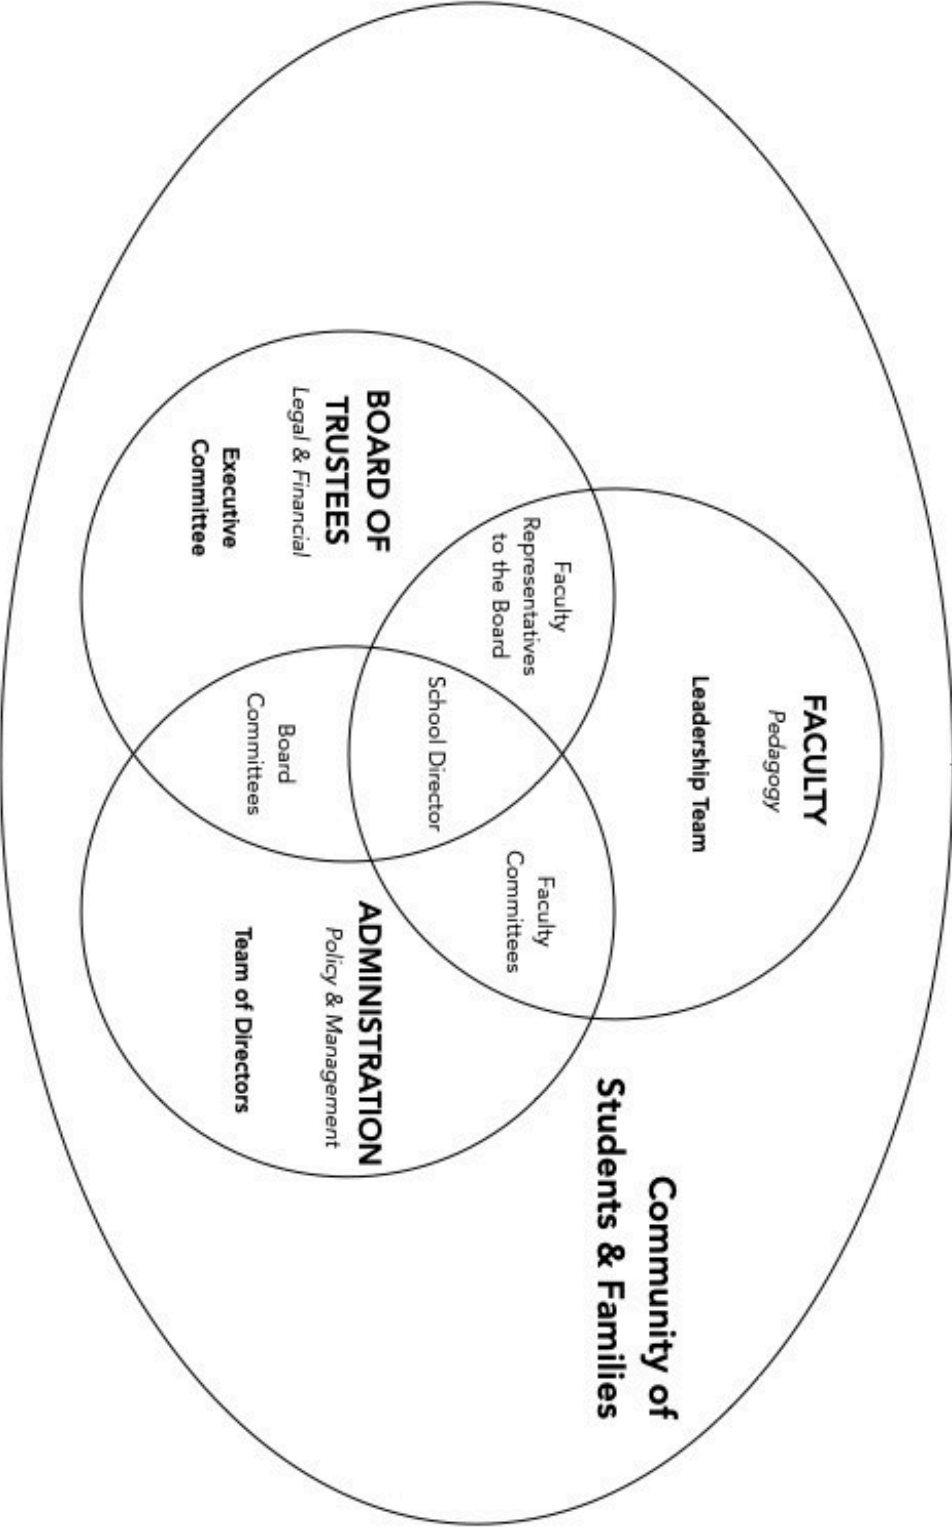 FACULTY
Pedagogy
Leadership Team
Community of
Students & Families
Faculty
Representatives
to the Board
Faculty
Committees
School Director
BOARD OF
TRUSTEES
Legal & Financial
Executive
Committee
Board
Committees
ADMINISTRATION
Policy & Management
Team of Directors